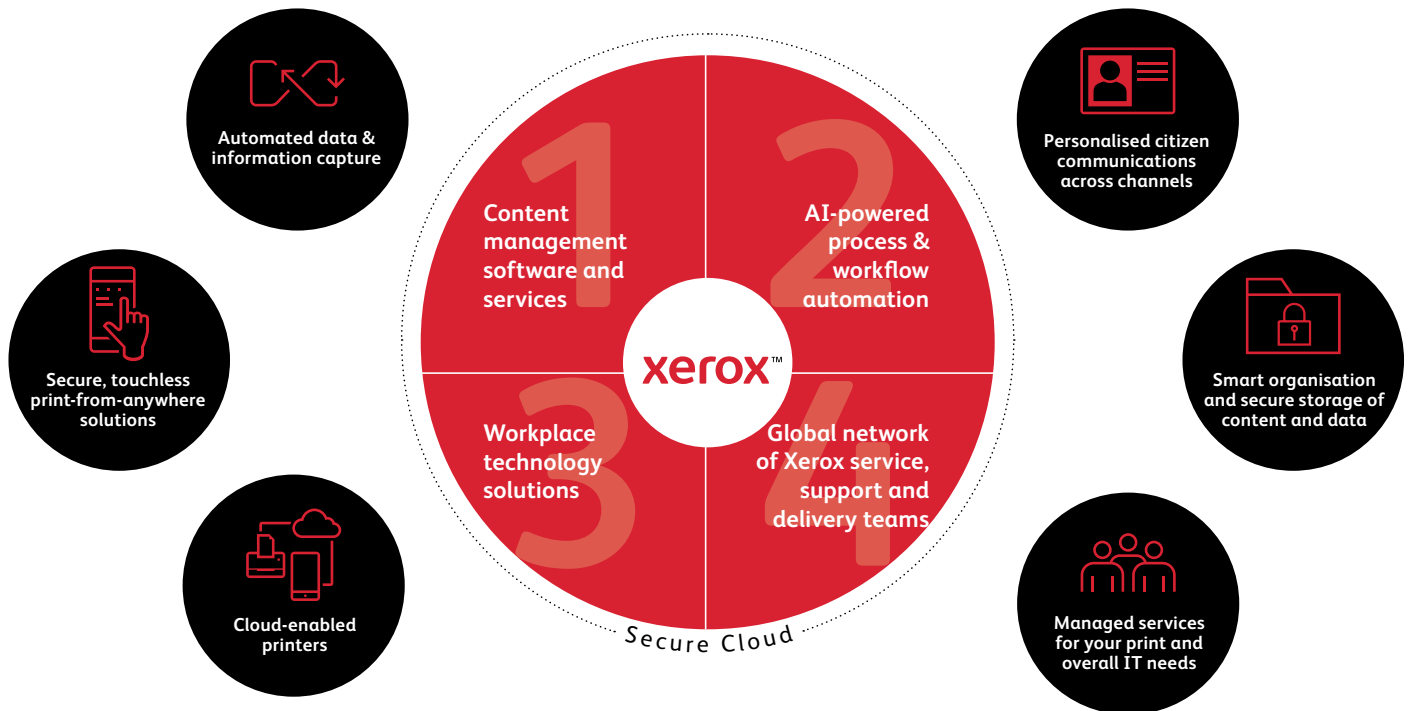 Automated data &
information capture
Secure, touchless
print-from-anywhere
solutions
Cloud-enabled
printers
1
Content
management
software and
services
2
AI-powered
process &
workflow
automation
xerox™
3
Workplace
technology
solutions
4
Global network
of Xerox service,
support and
delivery teams
Secure Cloud
Personalised citizen
communications
across channels
Smart organisation
and secure storage of
content and data
Managed services
for your print and
overall IT needs